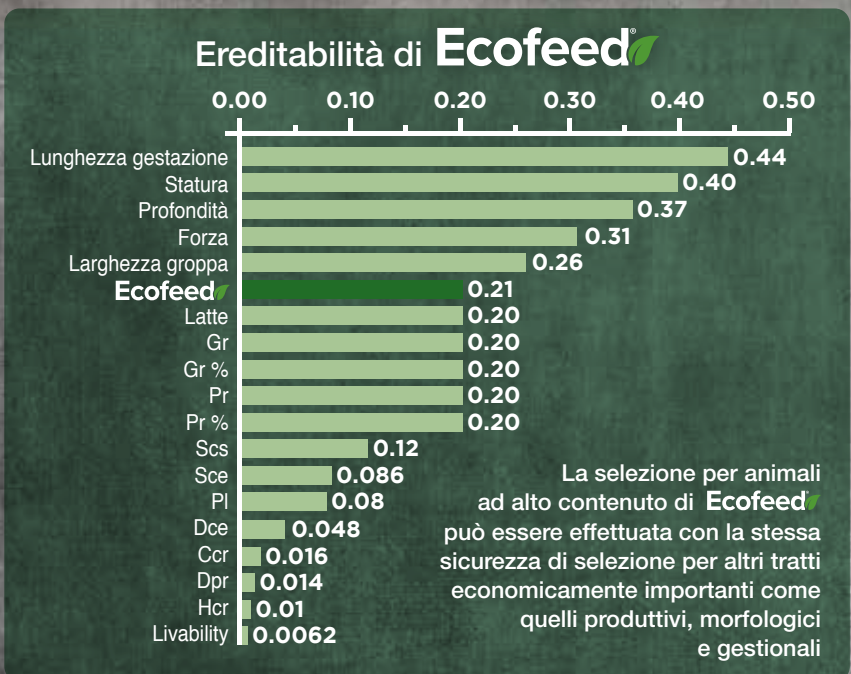 Ereditabilità di Ecofeed®
0.00 0.10 0.20 0.30 0.40 0.50
Lunghezza gestazione 0.44
Statura 0.40
Profondità 0.37
Forza 0.31
Larghezza groppa 0.26
Ecofeed 0.21
Latte 0.20
Gr 0.20
Gr % 0.20
Pr 0.20
Pr % 0.20
Scs 0.12
Sce 0.086
Pl 0.08
Dce 0.048
Ccr 0.016
Dpr 0.014
Hcr 0.01
Livability 0.0062
La selezione per animali
ad alto contenuto di Ecofeed
può essere effettuata con la stessa
sicurezza di selezione per altri tratti
economicamente importanti come
quelli produttivi, morfologici
e gestionali